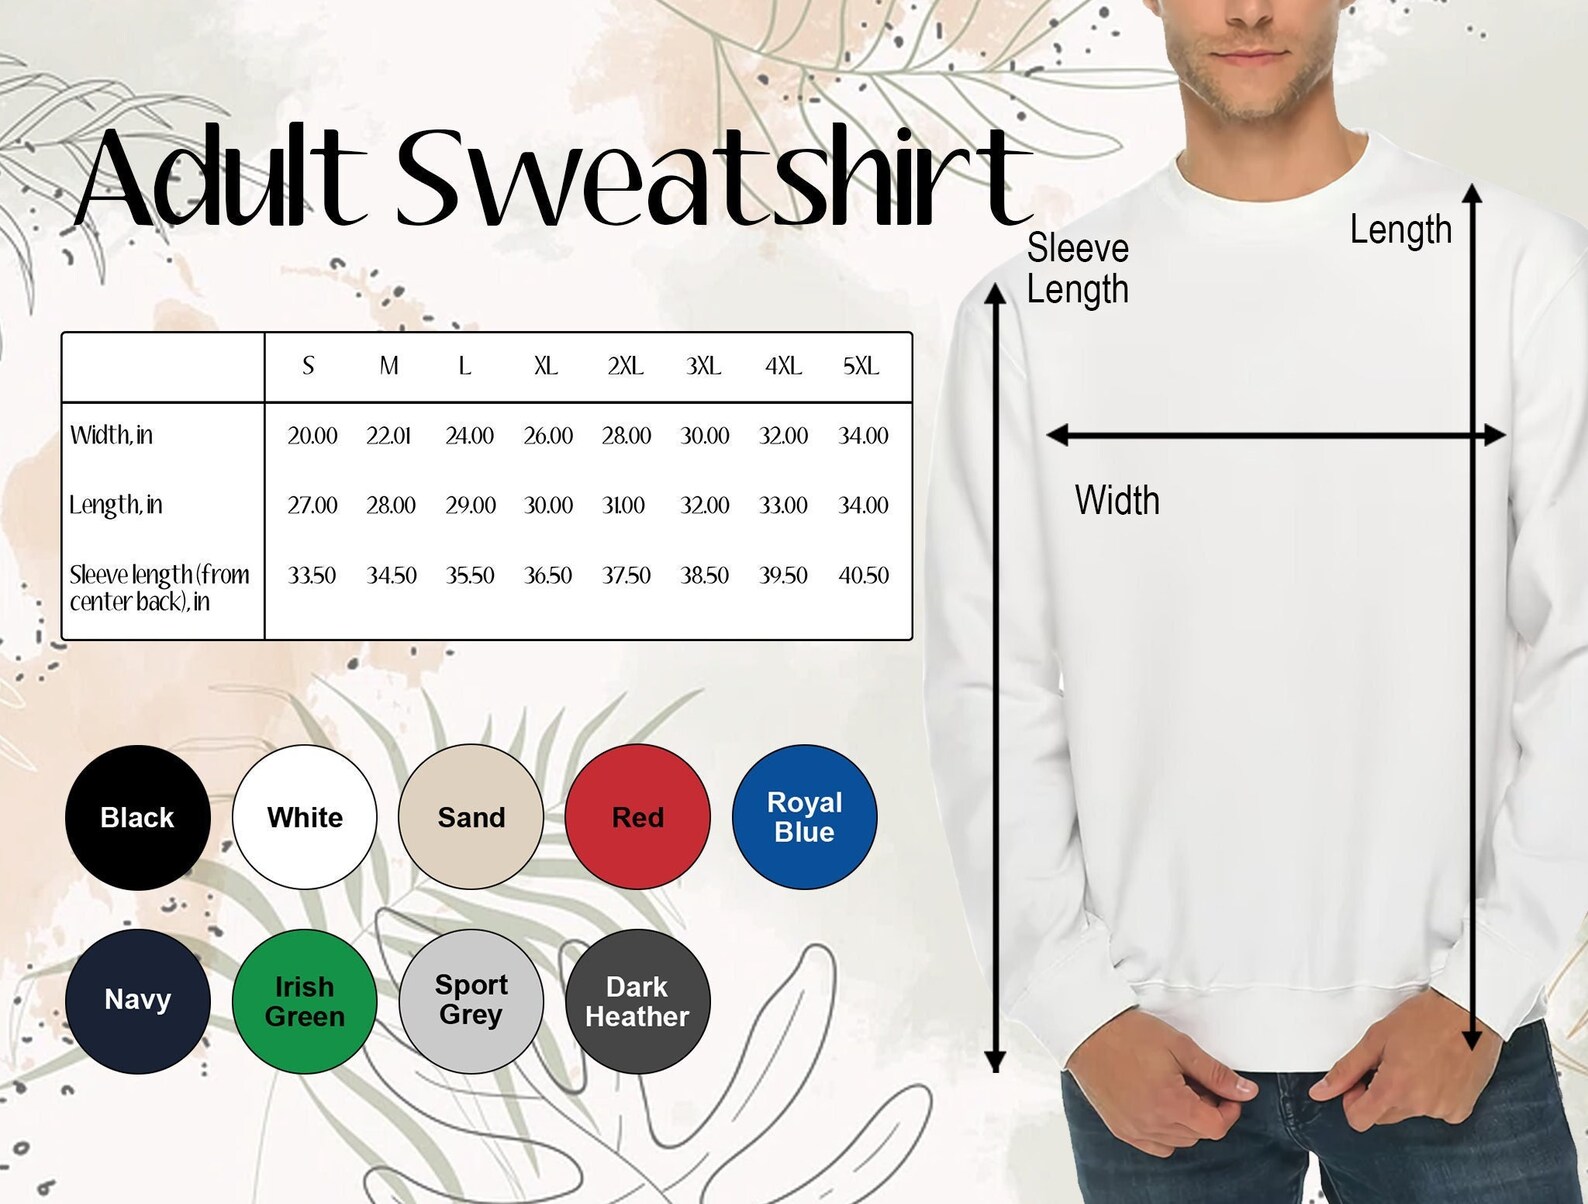 Adult Sweatshirt
Sleeve
Length
Length
Width
S M L XL 2XL 3XL 4XL 5XL
Width, in 20.00 22.01 24.00 26.00 28.00 30.00 32.00 34.00
Length, in 27.00 28.00 29.00 30.00 31.00 32.00 33.00 34.00
Sleeve length (from 33.50 34.50 35.50 36.50 37.50 38.50 39.50 40.50
center back), in
Black
White
Sand
Red
Royal
Blue
Navy
Irish
Green
Sport
Grey
Dark
Heather